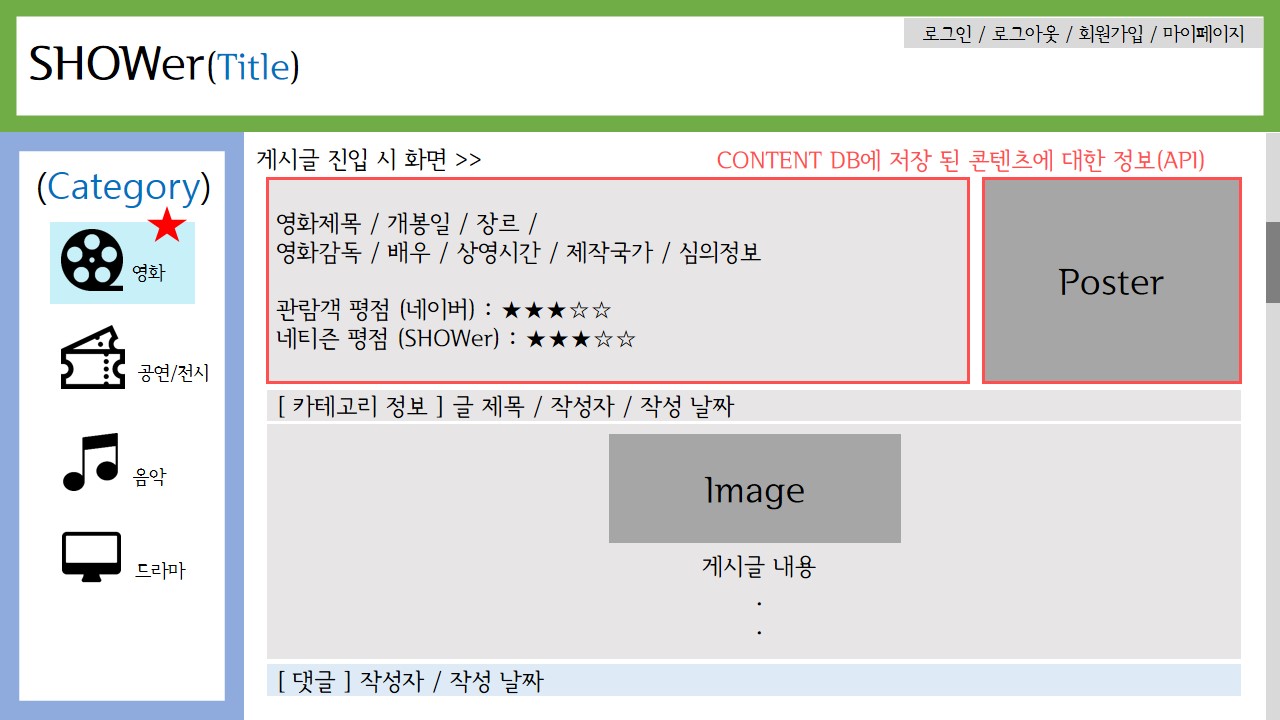 SHOWer(Title)
로그인 / 로그아웃 / 회원가입 / 마이페이지
(Category)
영화
공연/전시
음악
드라마
게시글 진입 시 화면 >>
CONTENT DB에 저장 된 콘텐츠에 대한 정보(API)
영화제목 / 개봉일 / 장르 /
영화감독 / 배우 / 상영시간 / 제작국가 / 심의정보
관람객 평점 (네이버) : ★★★☆☆
네티즌 평점 (SHOWer) : ★★★☆☆
Poster
[ 카테고리 정보 ] 글 제목 / 작성자 / 작성 날짜
Image
게시글 내용
.
.
[ 댓글 ] 작성자 / 작성 날짜